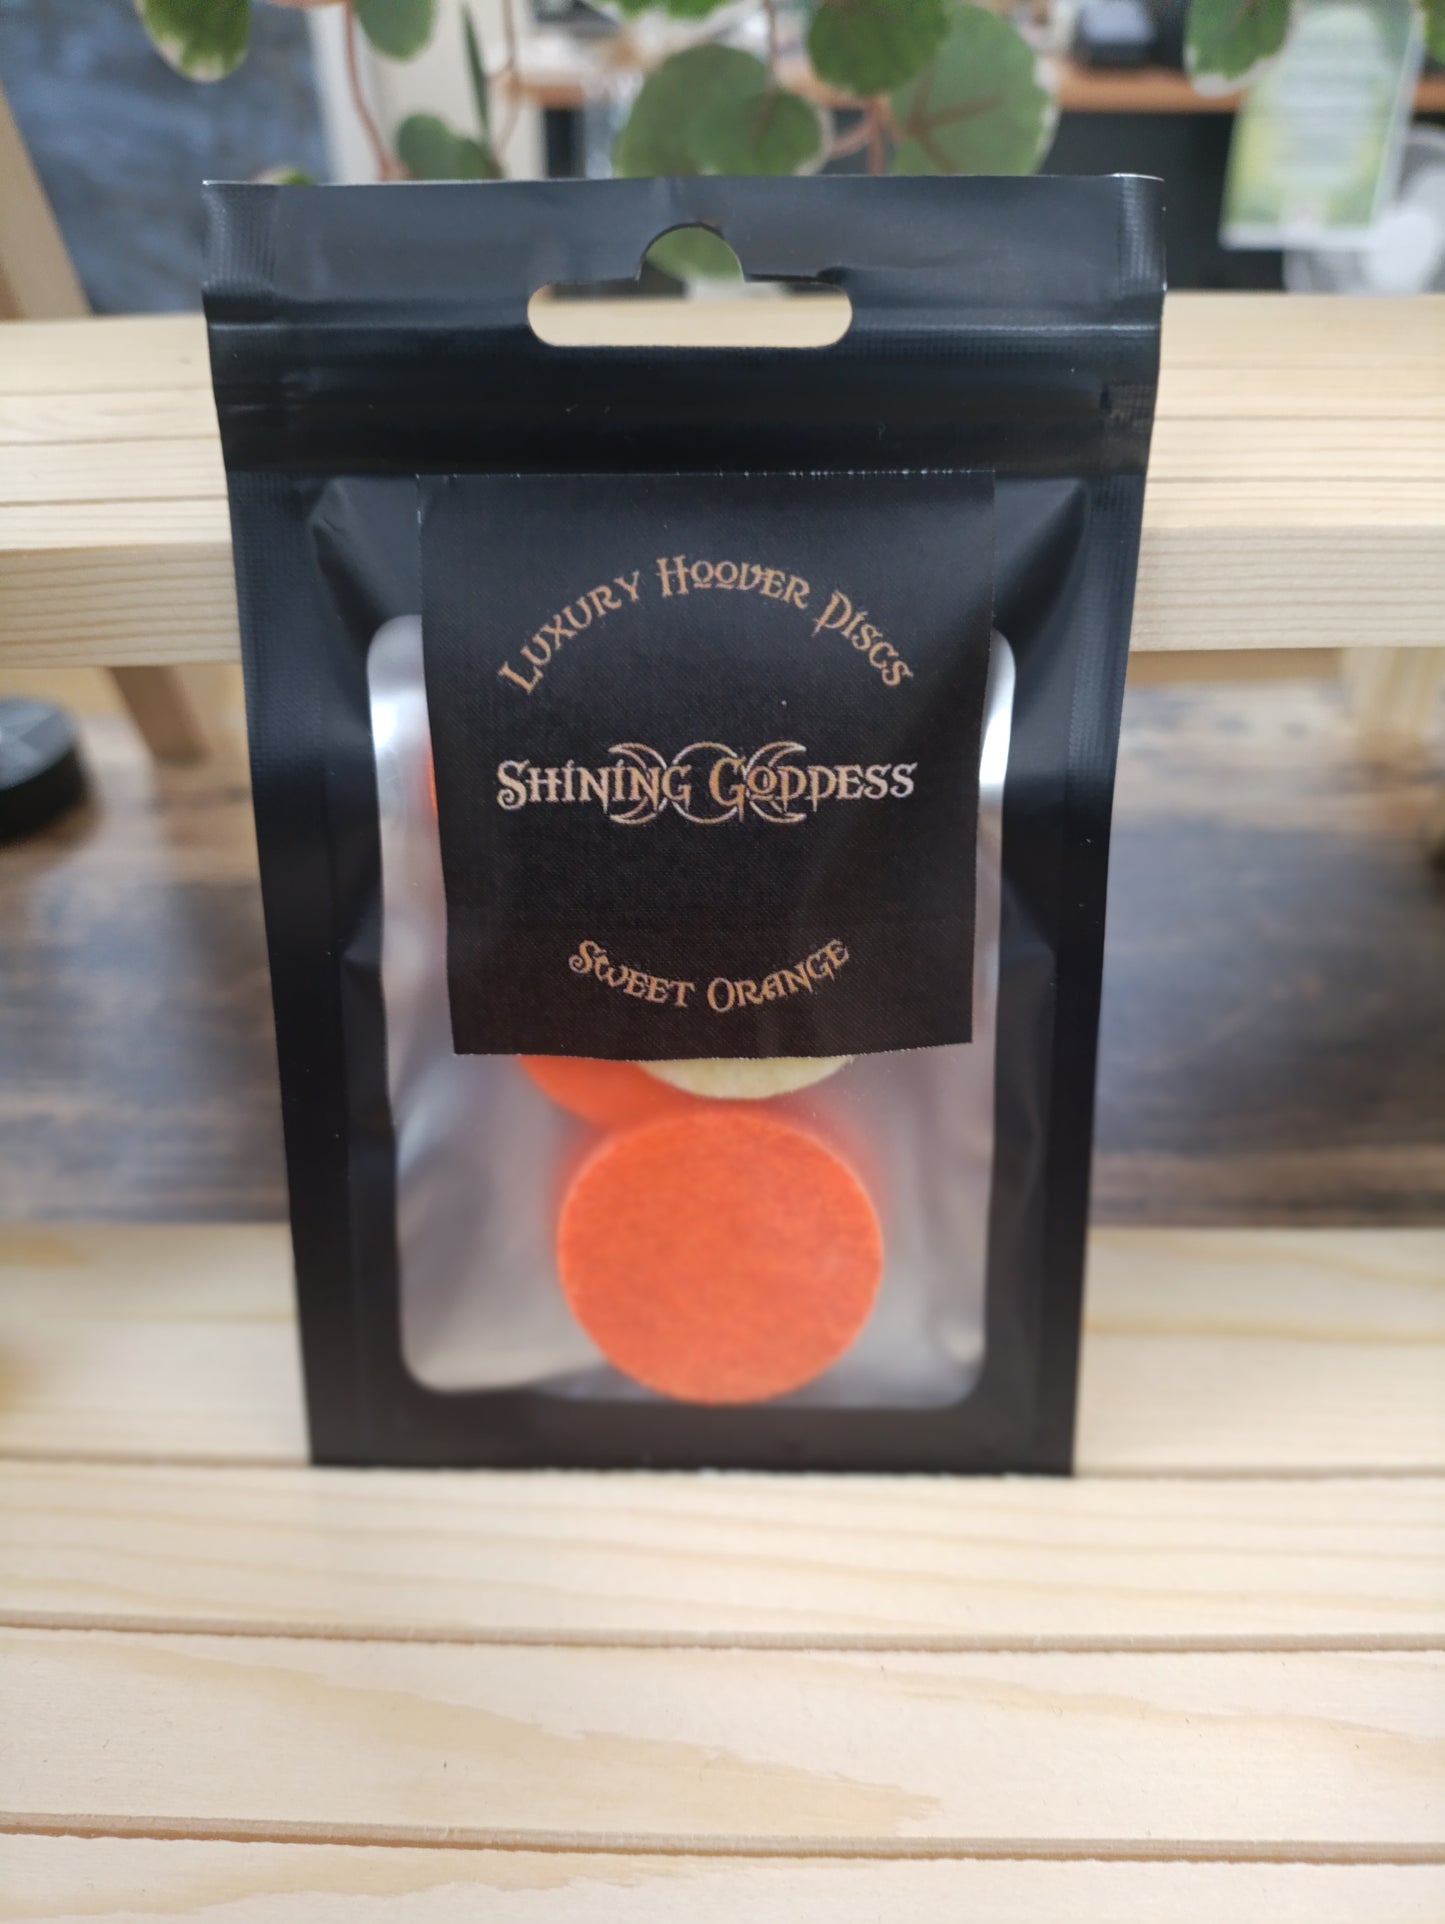 Luxury Hoover Discs
Shining Goddess
Sweet Orange